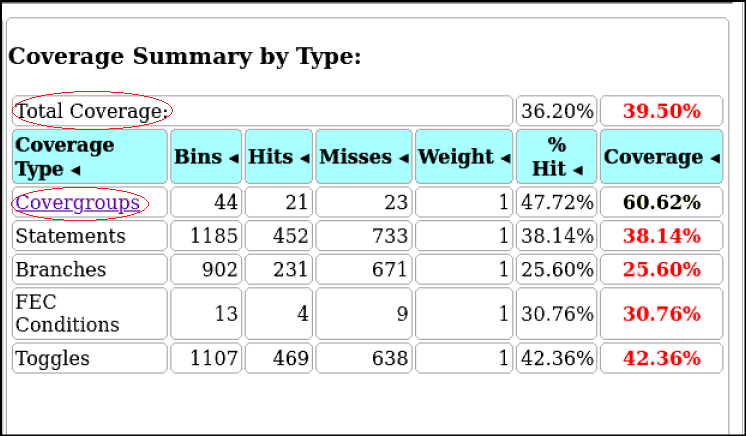 Coverage Summary by Type:
Total Coverage: 36.20% 39.50%
Coverage Type ◂ Bins ◂ Hits ◂ Misses ◂ Weight ◂ % Hit ◂ Coverage ◂
Covergroups 44 21 23 1 47.72% 60.62%
Statements 1185 452 733 1 38.14% 38.14%
Branches 902 231 671 1 25.60% 25.60%
FEC Conditions 13 4 9 1 30.76% 30.76%
Toggles 1107 469 638 1 42.36% 42.36%